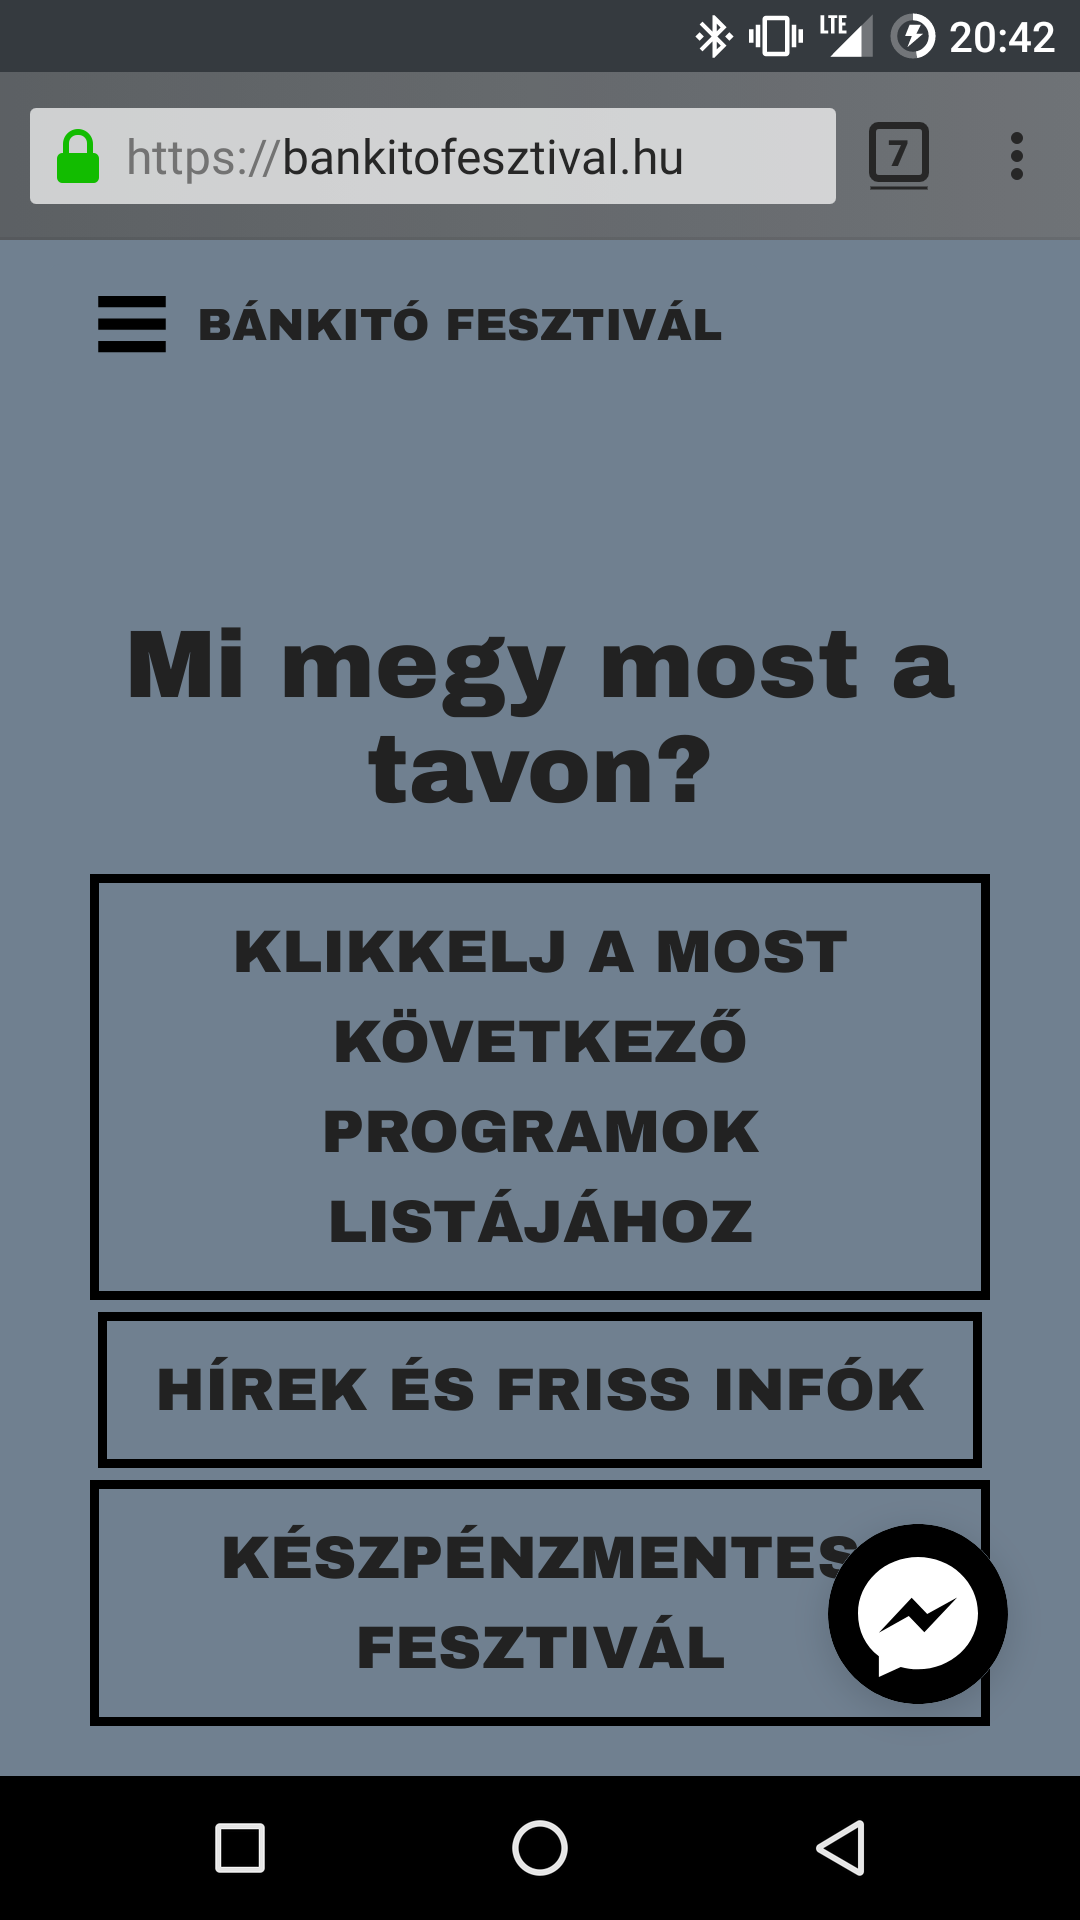 LTE 20:42
https://bankitofesztival.hu 7
BÁNKITÓ FESZTIVÁL
Mi megy most a
tavon?
KLIKKELJ A MOST
KÖVETKEZŐ
PROGRAMOK
LISTÁJÁHOZ
HÍREK ÉS FRISS INFÓK
KÉSZPÉNZMENTES
FESZTIVÁL